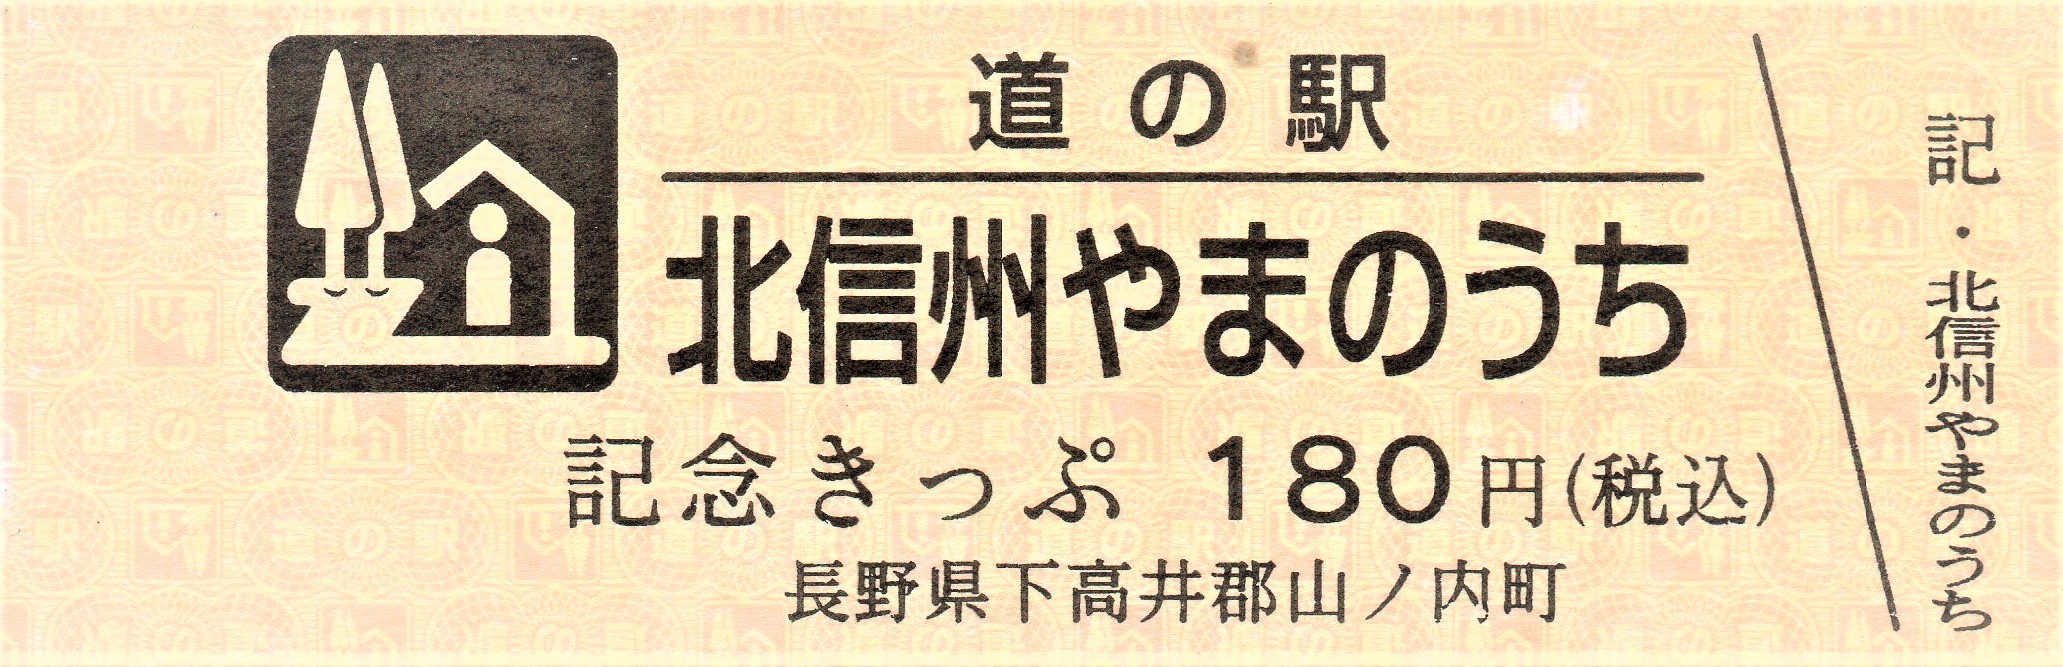 道の駅
北信州やまのうち
記念きっぷ 180円(税込)
長野県下高井郡山ノ内町
記・北信州やまのうち